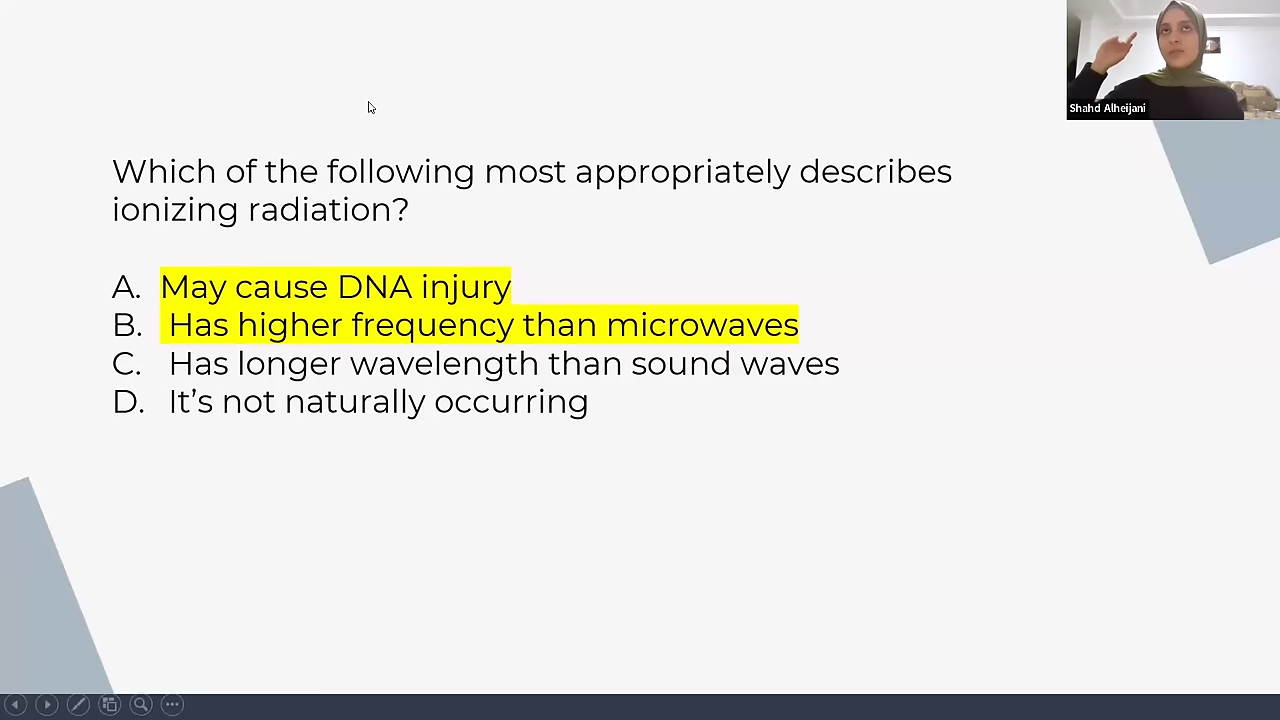 Shahd Alheijani
Which of the following most appropriately describes
ionizing radiation?
A. May cause DNA injury
B. Has higher frequency than microwaves
C. Has longer wavelength than sound waves
D. It’s not naturally occurring